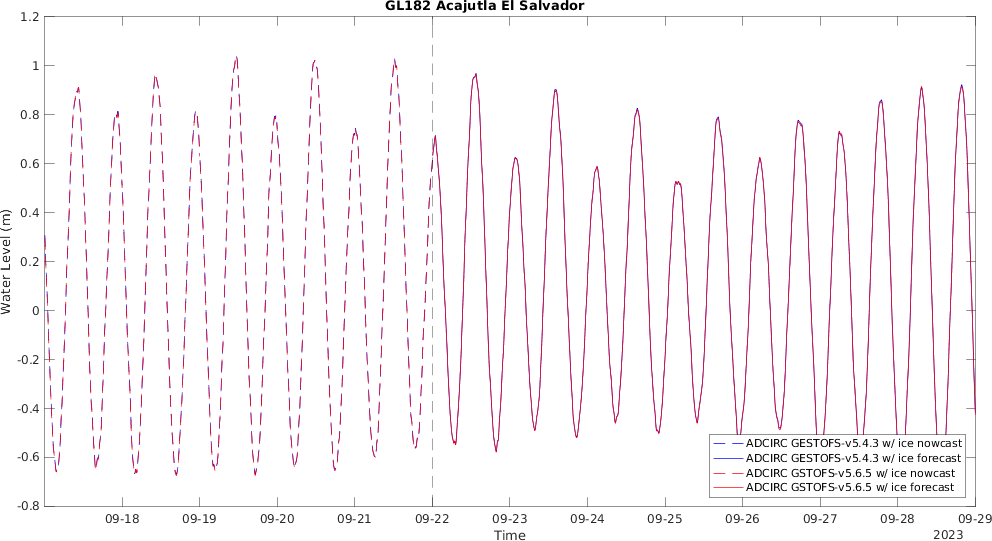 GL182 Acajutla El Salvador
1.2
1
0.8
0.6
0.4
0.2
0
-0.2
-0.4
-0.6
-0.8
Water Level (m)
ADCIRC GESTOFS-v5.4.3 w/ ice nowcast
ADCIRC GESTOFS-v5.4.3 w/ ice forecast
ADCIRC GSTOFS-v5.6.5 w/ ice nowcast
ADCIRC GSTOFS-v5.6.5 w/ ice forecast
09-18 09-19 09-20 09-21 09-22 09-23 09-24 09-25 09-26 09-27 09-28 09-29
Time
2023